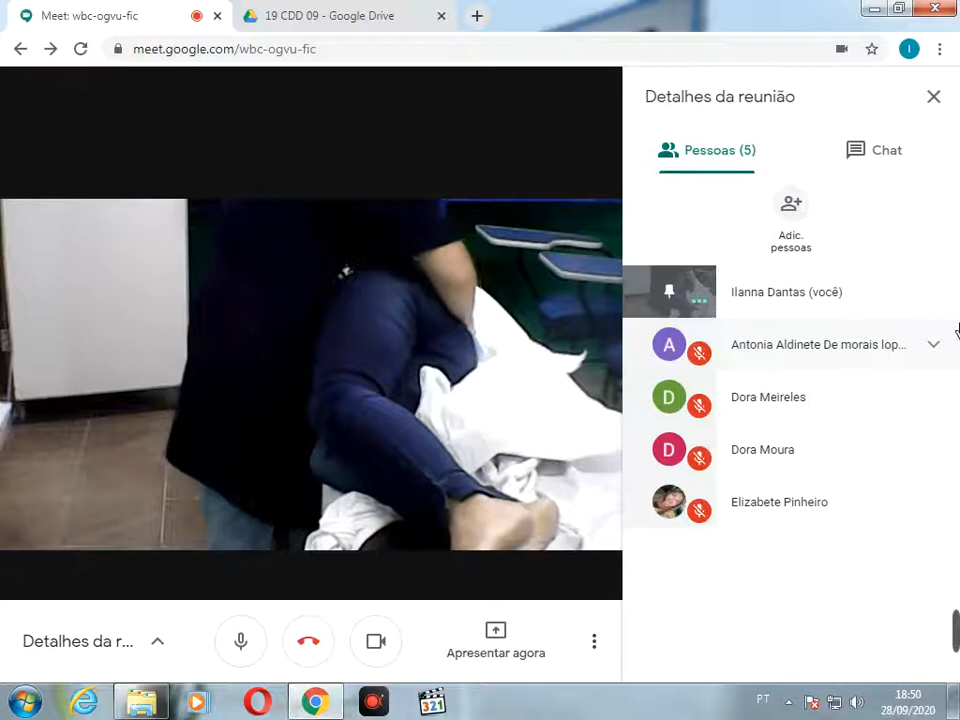 Meet: wbc-ogvu-fic
19 CDD 09 - Google Drive
meet.google.com/wbc-ogvu-fic
I
Detalhes da reunião
Pessoas (5)
Chat
Adic.
pessoas
Ilanna Dantas (você)
A
Antonia Aldinete De morais lop...
D
Dora Meireles
D
Dora Moura
Elizabete Pinheiro
Detalhes da r...
Apresentar agora
321
PT
18:50
28/09/2020